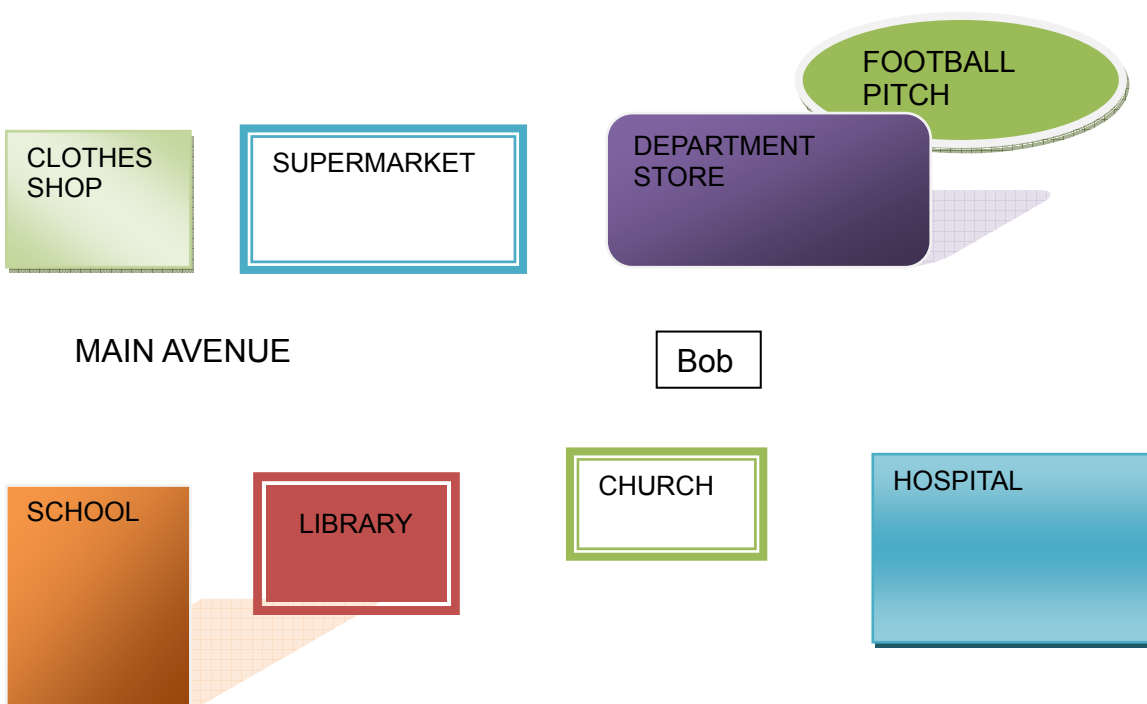 FOOTBALL
PITCH
CLOTHES
SHOP
SUPERMARKET
DEPARTMENT
STORE
MAIN AVENUE
Bob
SCHOOL
LIBRARY
CHURCH
HOSPITAL